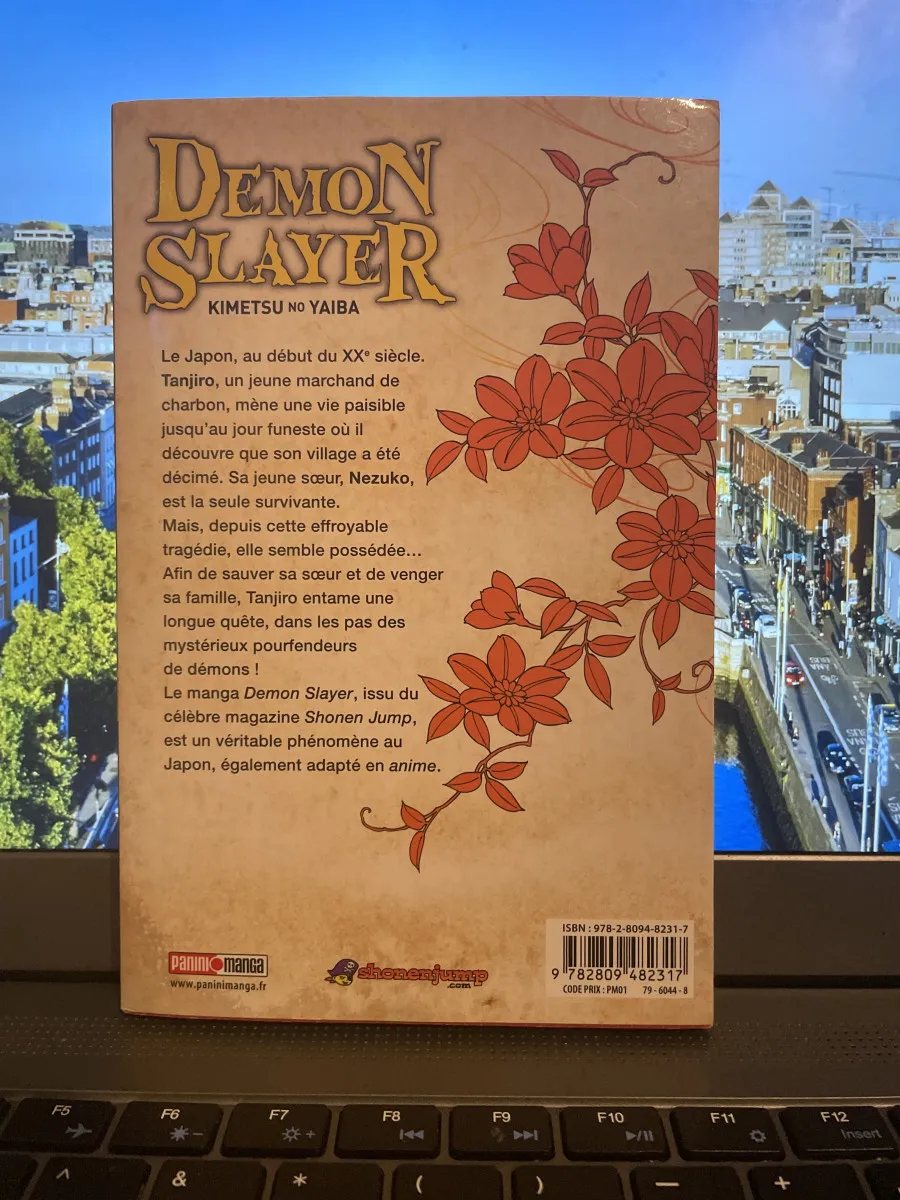 DEMON
SLAYER
KIMETSU NO YAIBA
Le Japon, au début du XXe siècle.
Tanjiro, un jeune marchand de
charbon, mène une vie paisible
jusqu'au jour funeste où il
découvre que son village a été
décimé. Sa jeune sœur, Nezuko,
est la seule survivante.
Mais, depuis cette effroyable
tragédie, elle semble possédée…
Afin de sauver sa sœur et de venger
sa famille, Tanjiro entame une
longue quête, dans les pas des
mystérieux pourfendeurs
de démons !
Le manga Demon Slayer, issu du
célèbre magazine Shonen Jump,
est un véritable phénomène au
Japon, également adapté en anime.
ISBN : 978-2-8094-8231-7
9 782809 482317
CODE PRIX : PM01 79 - 6044 - 8
panini manga
www.paninimanga.fr
shonenjump
.com
F5 F6 F7 F8 F9 F10 F11 F12
Insert
^ & * ( ) – +